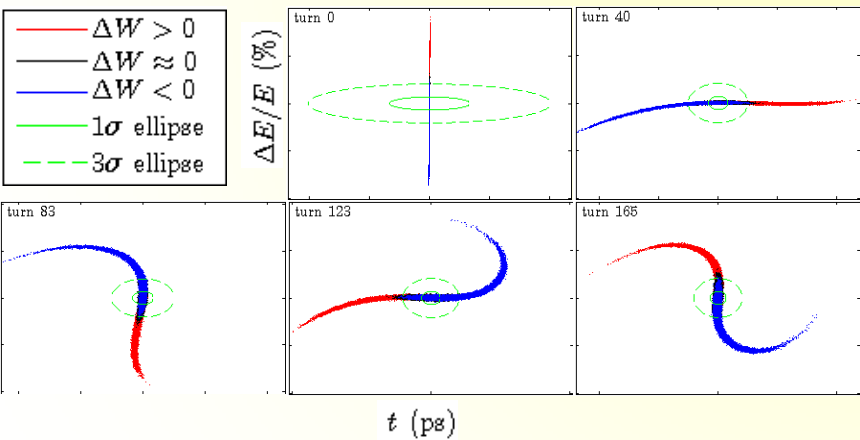 ΔW > 0
ΔW ≈ 0
ΔW < 0
1σ ellipse
3σ ellipse
ΔE/E (%)
turn 0
turn 40
turn 83
turn 123
turn 165
t (ps)